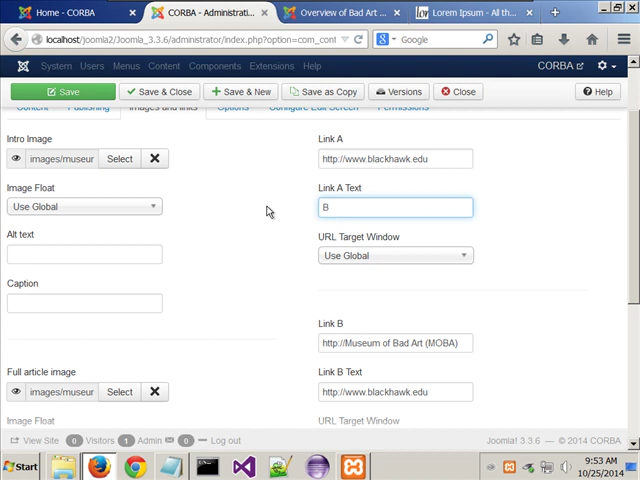 Home - CORBA
CORBA - Administrati...
Overview of Bad Art ...
Lorem Ipsum - All th...
localhost/joomla2/Joomla_3.3.6/administrator/index.php?option=com_cont
Google
System Users Menus Content Components Extensions Help
CORBA
Save
Save & Close
Save & New
Save as Copy
Versions
Close
Help
Content Publishing Images and links Options Configure Edit Screen Permissions
Intro Image
images/museur Select
Image Float
Use Global
Alt text
Caption
Full article image
images/museur Select
Image Float
Link A
http://www.blackhawk.edu
Link A Text
B
URL Target Window
Use Global
Link B
http://Museum of Bad Art (MOBA)
Link B Text
http://www.blackhawk.edu
URL Target Window
View Site 0 Visitors 1 Admin 0 Log out
Joomla! 3.3.6 — © 2014 CORBA
Start
9:53 AM
10/25/2014